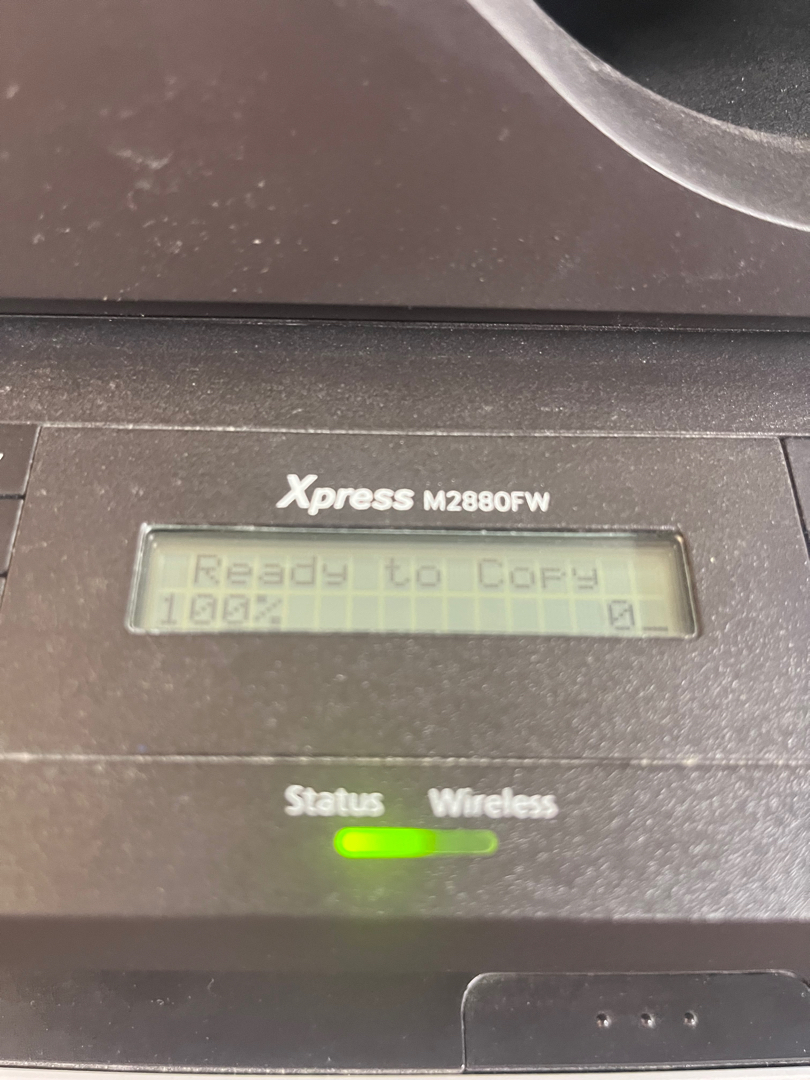 Xpress M2880FW
Ready to Copy
100% 0_
Status Wireless